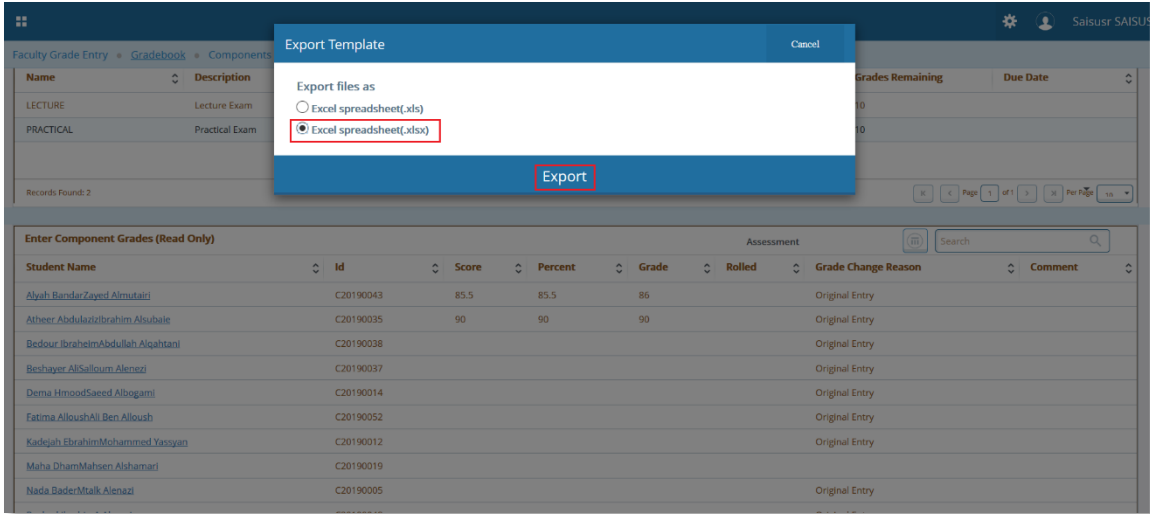 Saisusr SAISUS
Export Template
Cancel
Faculty Grade Entry • Gradebook • Components
Name Description Grades Remaining Due Date
Export files as
LECTURE Lecture Exam 10
Excel spreadsheet(.xls)
PRACTICAL Practical Exam 10
Excel spreadsheet(.xlsx)
Export
Records Found: 2 Page 1 of 1 Per Page 10
Enter Component Grades (Read Only) Assessment Search
Student Name Id Score Percent Grade Rolled Grade Change Reason Comment
Alyah BandarZayed Almutairi C20190043 85.5 85.5 86 Original Entry
Atheer AbdulazizIbrahim Alsubaie C20190035 90 90 90 Original Entry
Bedour IbraheimAbdullah Alqahtani C20190038 Original Entry
Beshayer AliSalloum Alenezi C20190037 Original Entry
Dema HmoodSaeed Albogami C20190014 Original Entry
Fatima AlloushAli Ben Alloush C20190052 Original Entry
Kadejah EbrahimMohammed Yassyan C20190012 Original Entry
Maha DhamMahsen Alshamari C20190019
Nada BaderMtalk Alenazi C20190005 Original Entry